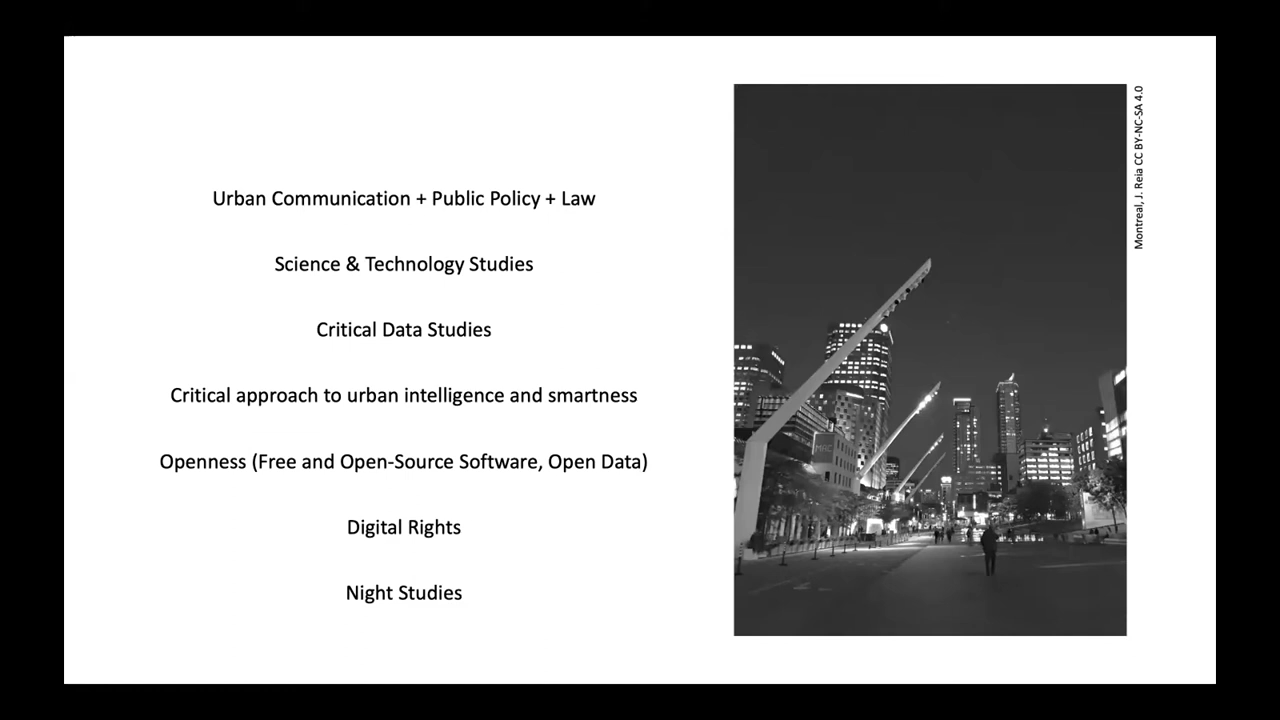 Urban Communication + Public Policy + Law
Science & Technology Studies
Critical Data Studies
Critical approach to urban intelligence and smartness
Openness (Free and Open-Source Software, Open Data)
Digital Rights
Night Studies
Montreal, J. Reia CC BY-NC-SA 4.0
MAC